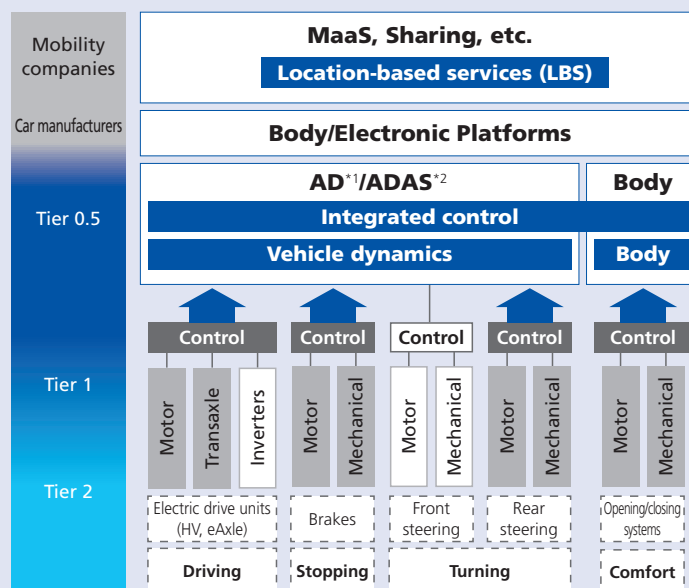 Mobility
companies
MaaS, Sharing, etc.
Location-based services (LBS)
Car manufacturers
Body/Electronic Platforms
Tier 0.5
AD*1/ADAS*2
Body
Integrated control
Vehicle dynamics
Body
Control
Control
Control
Control
Control
Tier 1
Motor
Transaxle
Inverters
Motor
Mechanical
Motor
Mechanical
Motor
Mechanical
Motor
Mechanical
Tier 2
Electric drive units
(HV, eAxle)
Brakes
Front
steering
Rear
steering
Opening/closing
systems
Driving
Stopping
Turning
Comfort